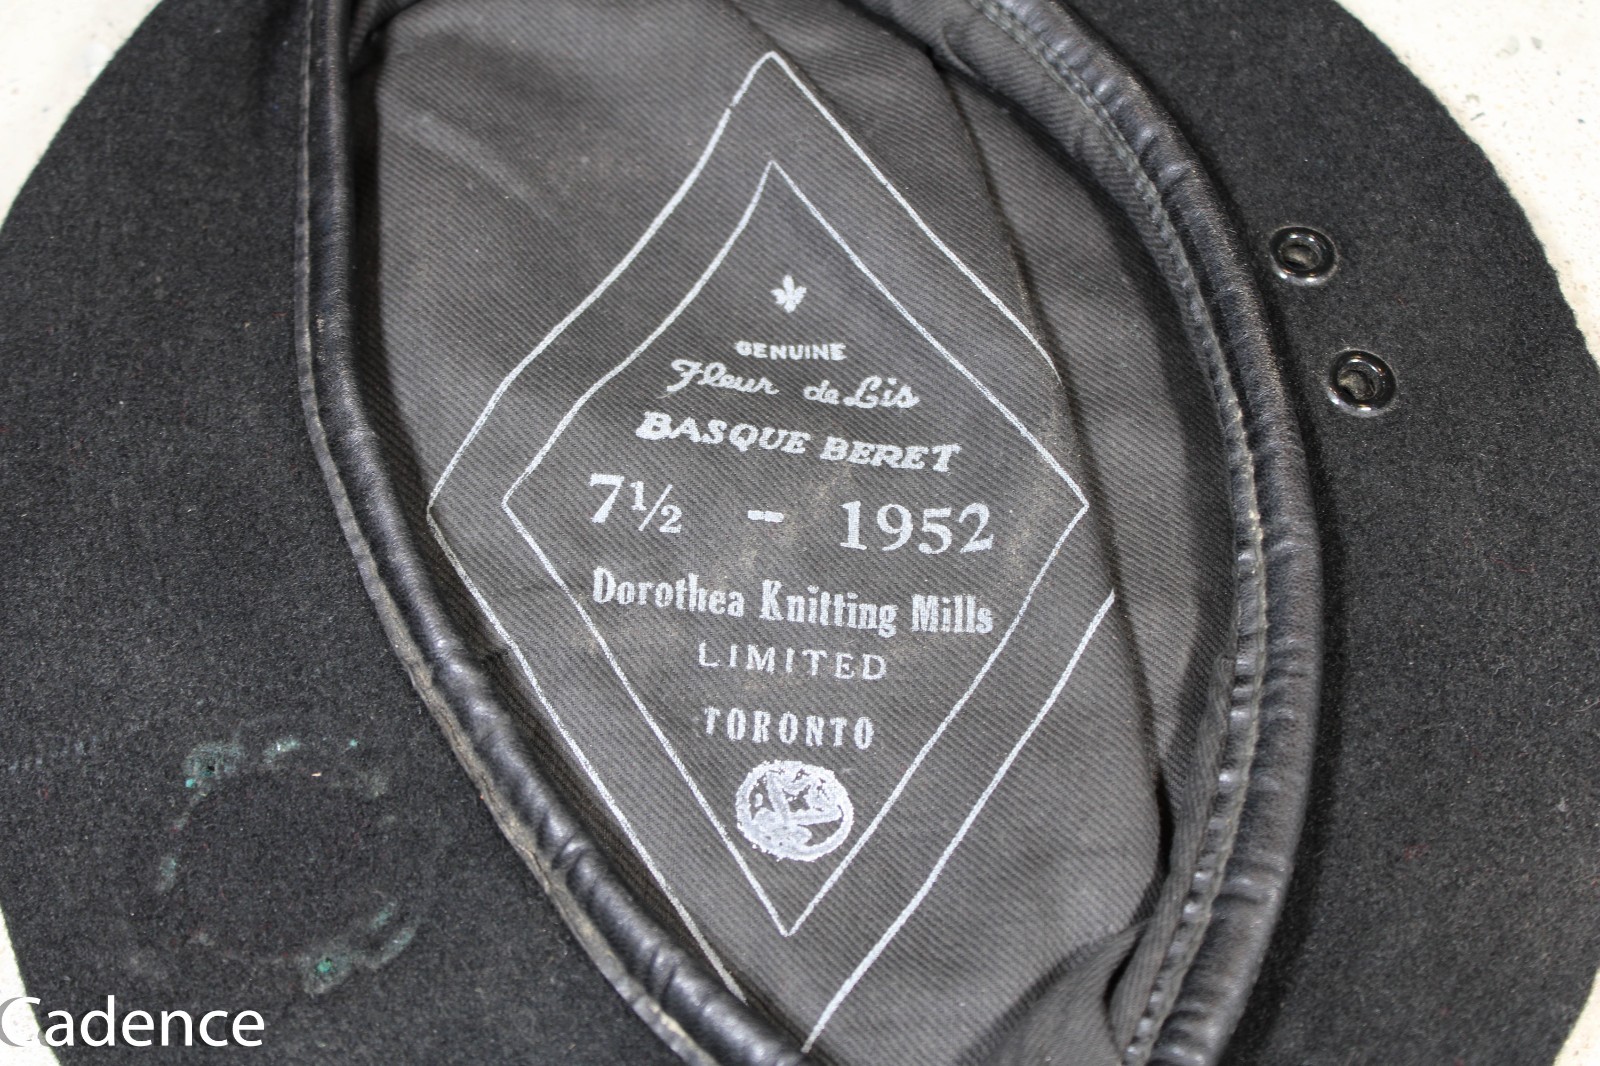 GENUINE
Fleur de Lis
BASQUE BERET
7½ - 1952
Dorothea Knitting Mills
LIMITED
TORONTO
Cadence